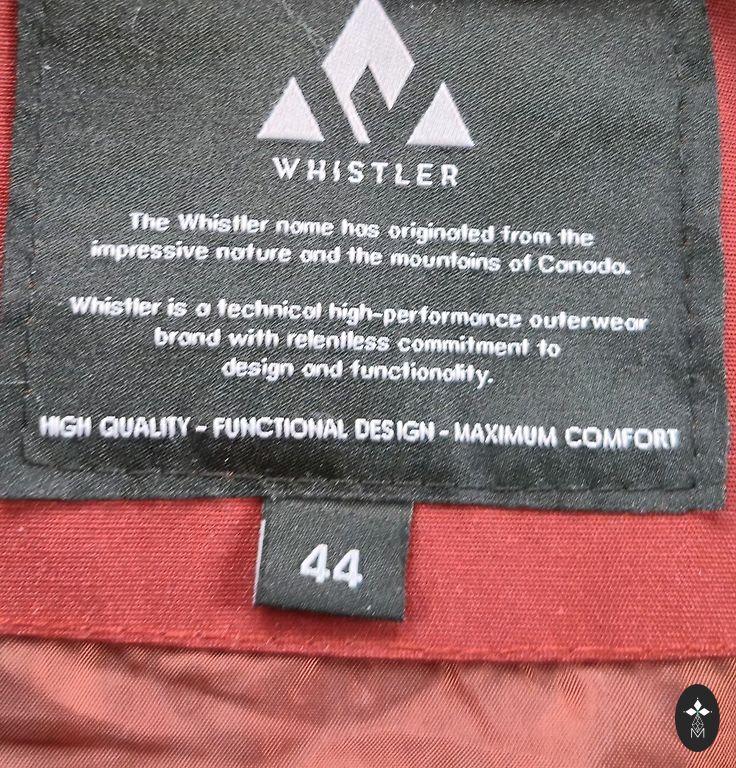 WHISTLER
The Whistler name has originated from the
impressive nature and the mountains of Canada.
Whistler is a technical high-performance outerwear
brand with relentless commitment to
design and functionality.
HIGH QUALITY - FUNCTIONAL DESIGN - MAXIMUM COMFORT
44
M